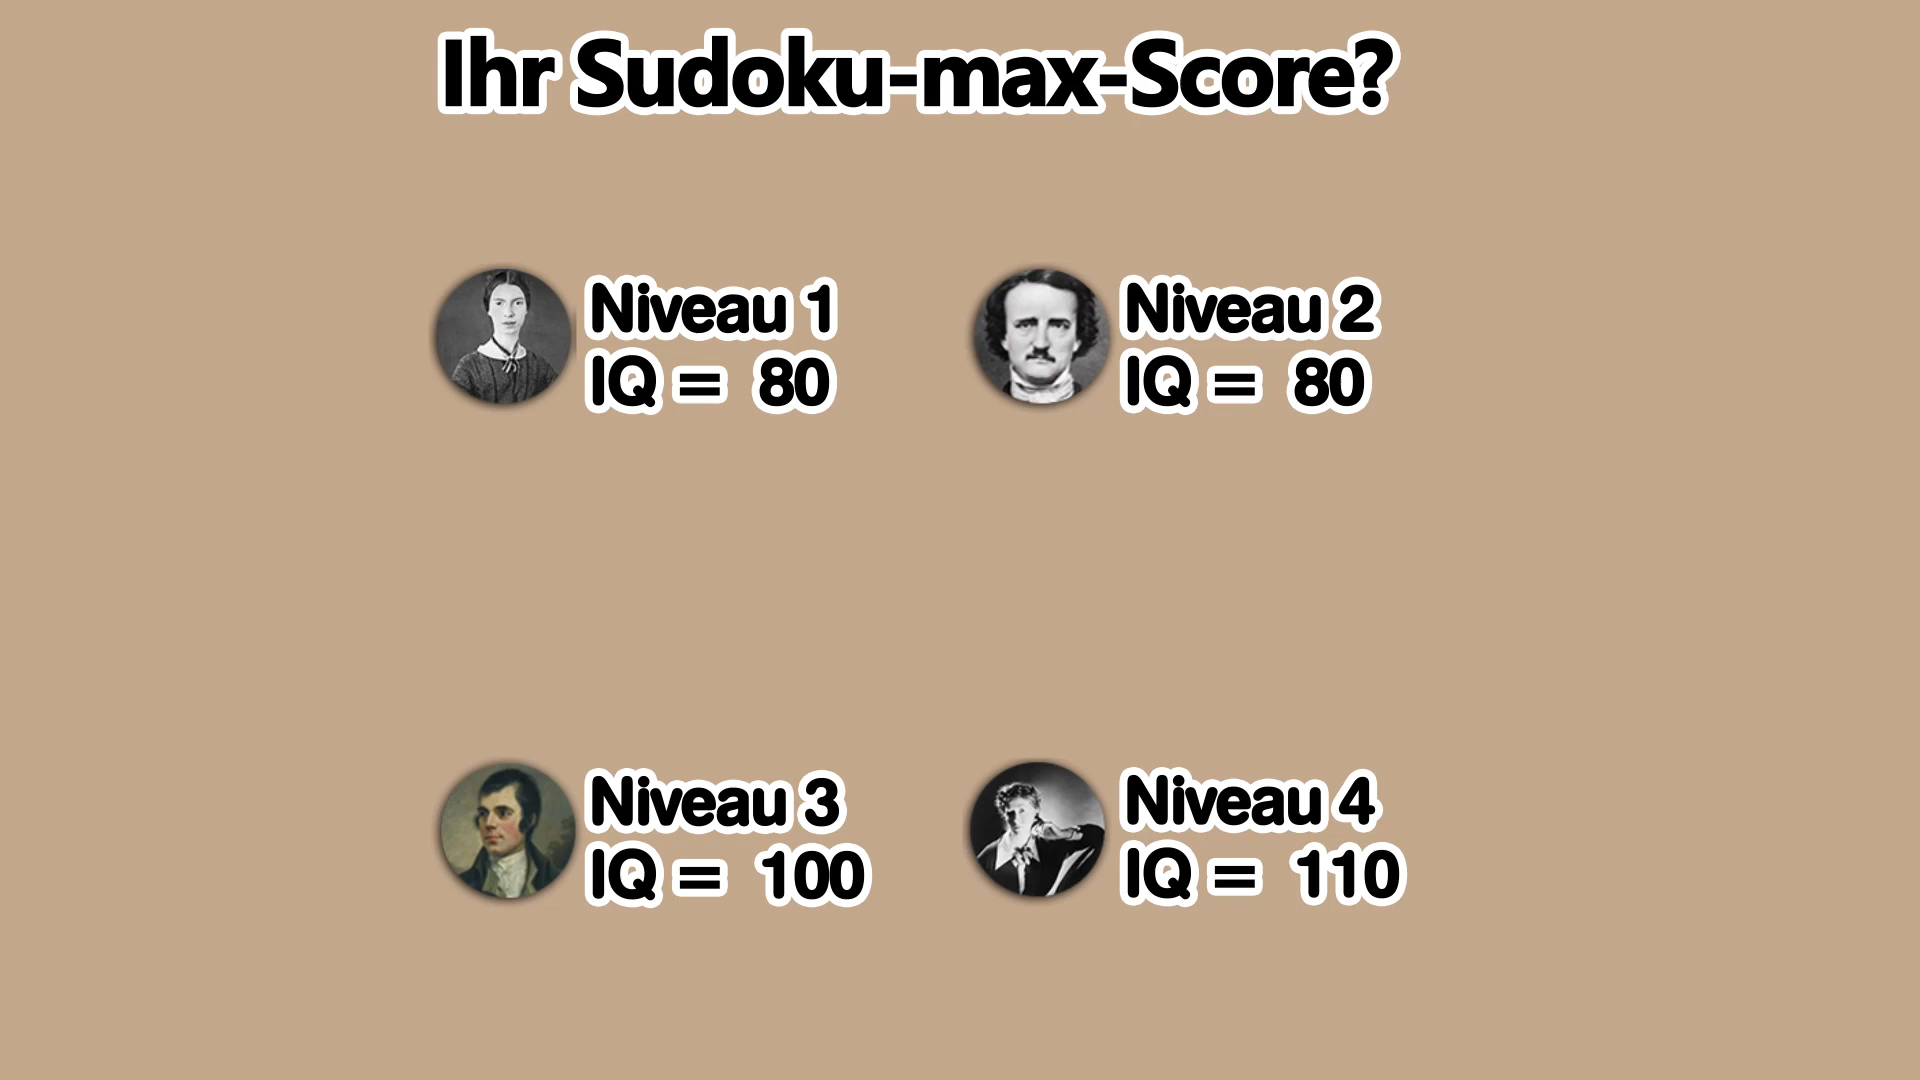 Ihr Sudoku-max-Score?
Niveau 1
IQ = 80
Niveau 2
IQ = 80
Niveau 3
IQ = 100
Niveau 4
IQ = 110